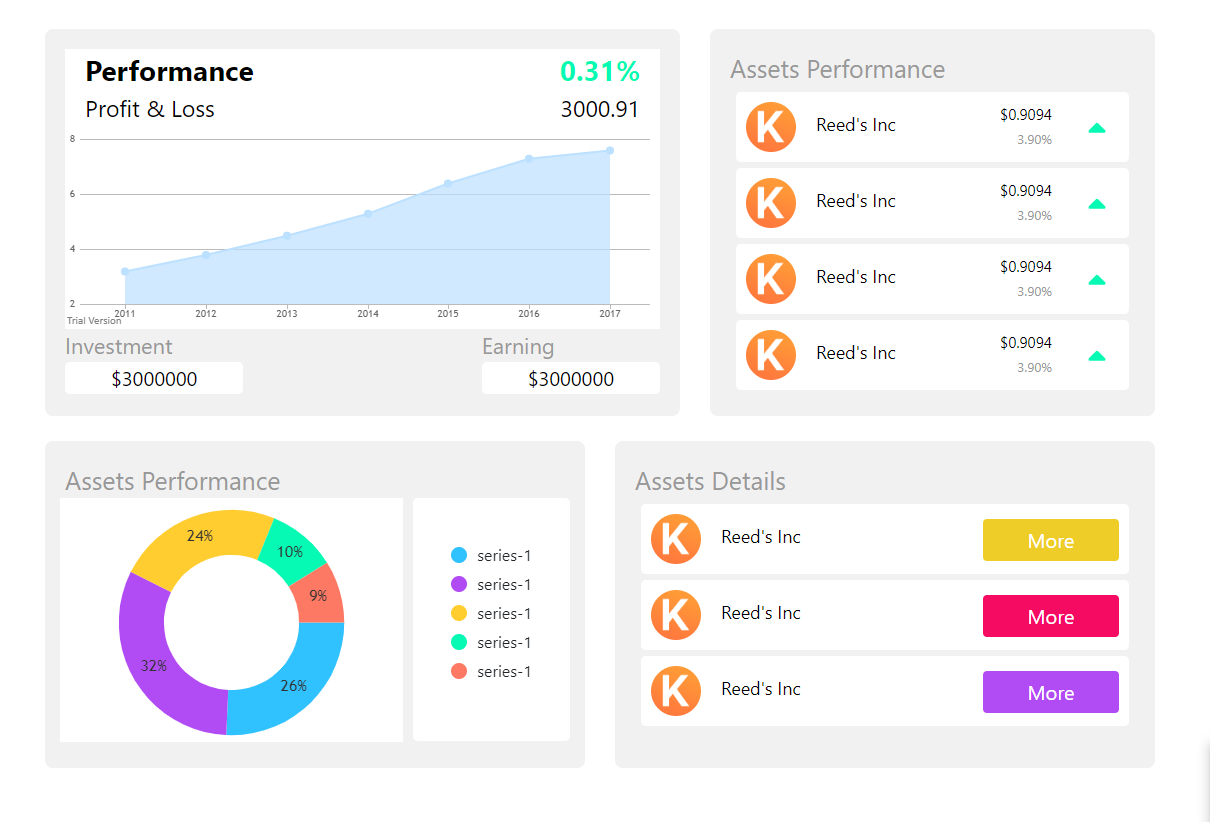 Performance 0.31%
Profit & Loss 3000.91
8
6
4
2
2011 2012 2013 2014 2015 2016 2017
Trial Version
Investment Earning
$3000000 $3000000
Assets Performance
K Reed's Inc $0.9094
3.90%
K Reed's Inc $0.9094
3.90%
K Reed's Inc $0.9094
3.90%
K Reed's Inc $0.9094
3.90%
Assets Performance
24%
10%
9%
32%
26%
series-1
series-1
series-1
series-1
series-1
Assets Details
K Reed's Inc More
K Reed's Inc More
K Reed's Inc More